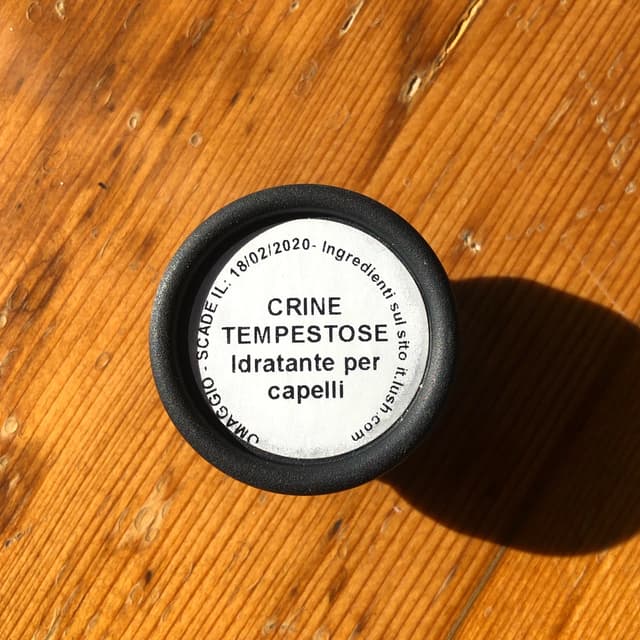 OMAGGIO - SCADE IL: 18/02/2020- Ingredienti sul sito it.lush.com
CRINE
TEMPESTOSE
Idratante per
capelli